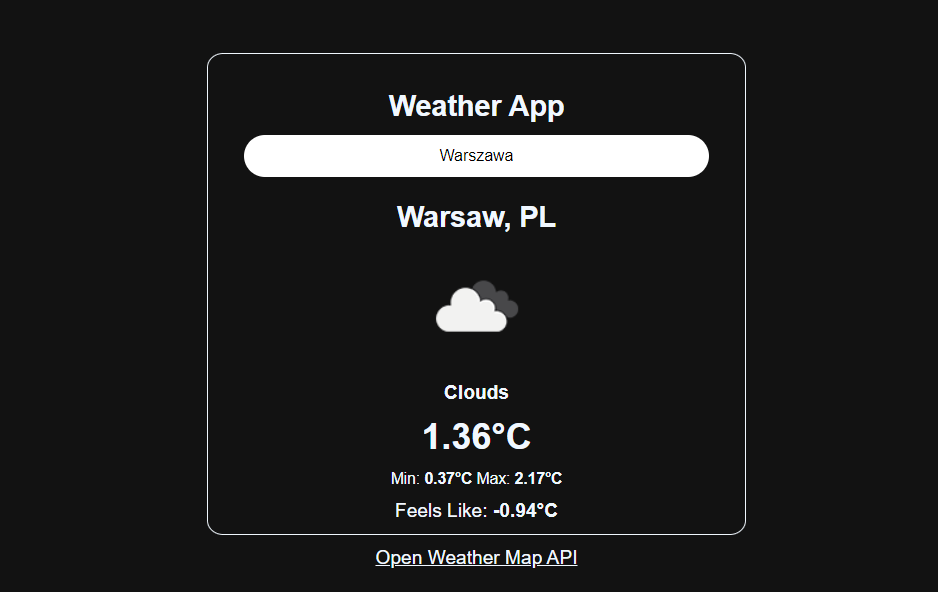 Weather App
Warszawa
Warsaw, PL
Clouds
1.36°C
Min: 0.37°C Max: 2.17°C
Feels Like: -0.94°C
Open Weather Map API